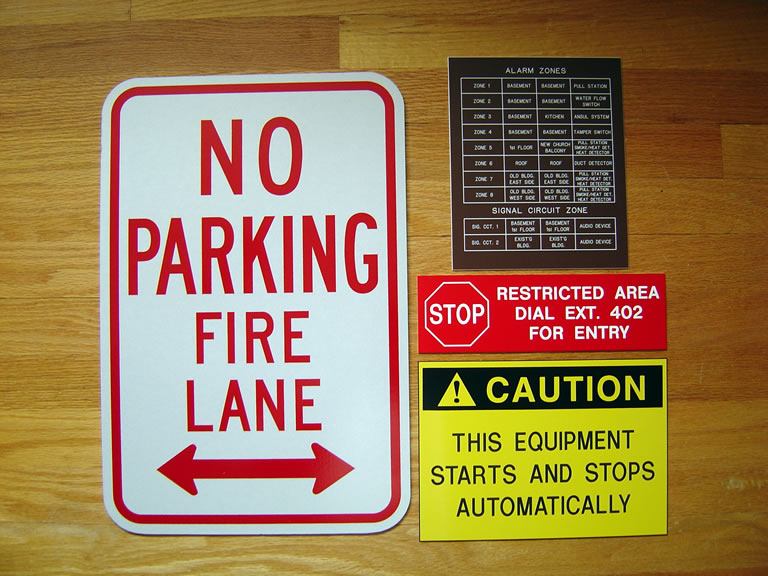 NO
PARKING
FIRE
LANE
ALARM ZONES
ZONE 1 BASEMENT BASEMENT PULL STATION
ZONE 2 BASEMENT BASEMENT WATER FLOW SWITCH
ZONE 3 BASEMENT KITCHEN ANSUL SYSTEM
ZONE 4 BASEMENT BASEMENT TAMPER SWITCH
ZONE 5 1st FLOOR NEW CHURCH BALCONY PULL STATION SMOKE/HEAT DET. HEAT DETECTOR
ZONE 6 ROOF ROOF DUCT DETECTOR
ZONE 7 OLD BLDG. EAST SIDE OLD BLDG. EAST SIDE PULL STATION SMOKE/HEAT DET. HEAT DETECTOR
ZONE 8 OLD BLDG. WEST SIDE OLD BLDG. WEST SIDE PULL STATION SMOKE/HEAT DET. HEAT DETECTOR
SIGNAL CIRCUIT ZONE
SIG. CCT. 1 BASEMENT 1st FLOOR BASEMENT 1st FLOOR AUDIO DEVICE
SIG. CCT. 2 EXIST'G BLDG. EXIST'G BLDG. AUDIO DEVICE
STOP
RESTRICTED AREA
DIAL EXT. 402
FOR ENTRY
CAUTION
THIS EQUIPMENT
STARTS AND STOPS
AUTOMATICALLY